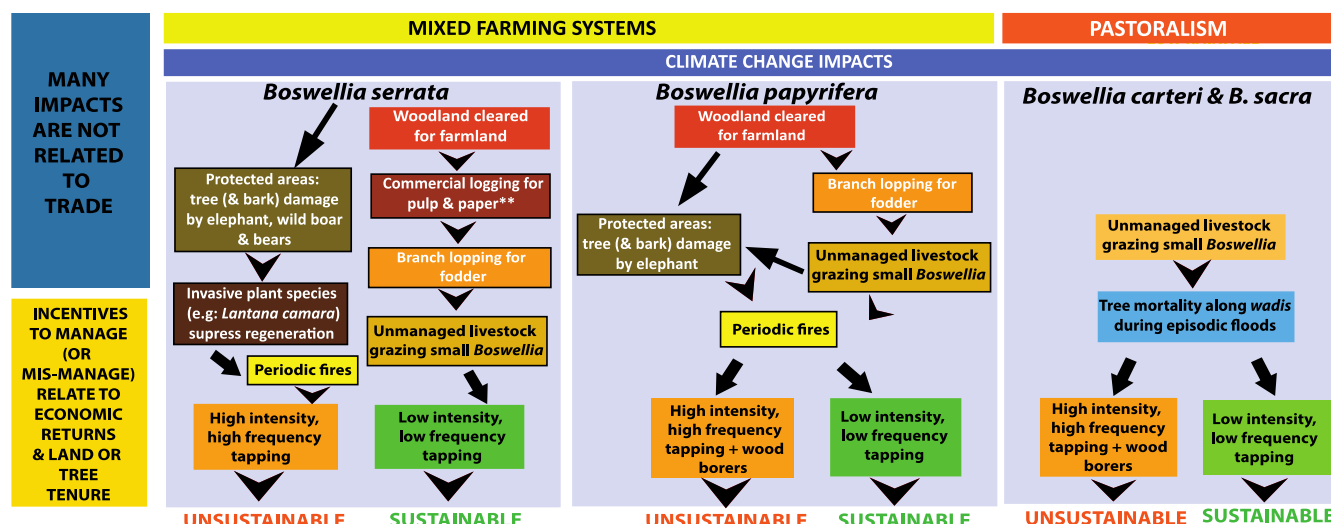 MANY
IMPACTS
ARE NOT
RELATED
TO
TRADE
INCENTIVES
TO MANAGE
(OR
MIS-MANAGE)
RELATE TO
ECONOMIC
RETURNS
& LAND OR
TREE
TENURE
MIXED FARMING SYSTEMS
PASTORALISM
CLIMATE CHANGE IMPACTS
Boswellia serrata
Woodland cleared
for farmland
Protected areas:
tree (& bark) damage
by elephant, wild boar
& bears
Commercial logging for
pulp & paper**
Branch lopping for
fodder
Invasive plant species
(e.g: Lantana camara)
supress regeneration
Unmanaged livestock
grazing small Boswellia
Periodic fires
High intensity,
high frequency
tapping
Low intensity,
low frequency
tapping
UNSUSTAINABLE
SUSTAINABLE
Boswellia papyrifera
Woodland cleared
for farmland
Branch lopping for
fodder
Protected areas:
tree (& bark) damage
by elephant
Unmanaged livestock
grazing small Boswellia
Periodic fires
High intensity,
high frequency
tapping + wood
borers
Low intensity,
low frequency
tapping
UNSUSTAINABLE
SUSTAINABLE
Boswellia carteri & B. sacra
Unmanaged livestock
grazing small Boswellia
Tree mortality along wadis
during episodic floods
High intensity,
high frequency
tapping + wood
borers
Low intensity,
low frequency
tapping
UNSUSTAINABLE
SUSTAINABLE